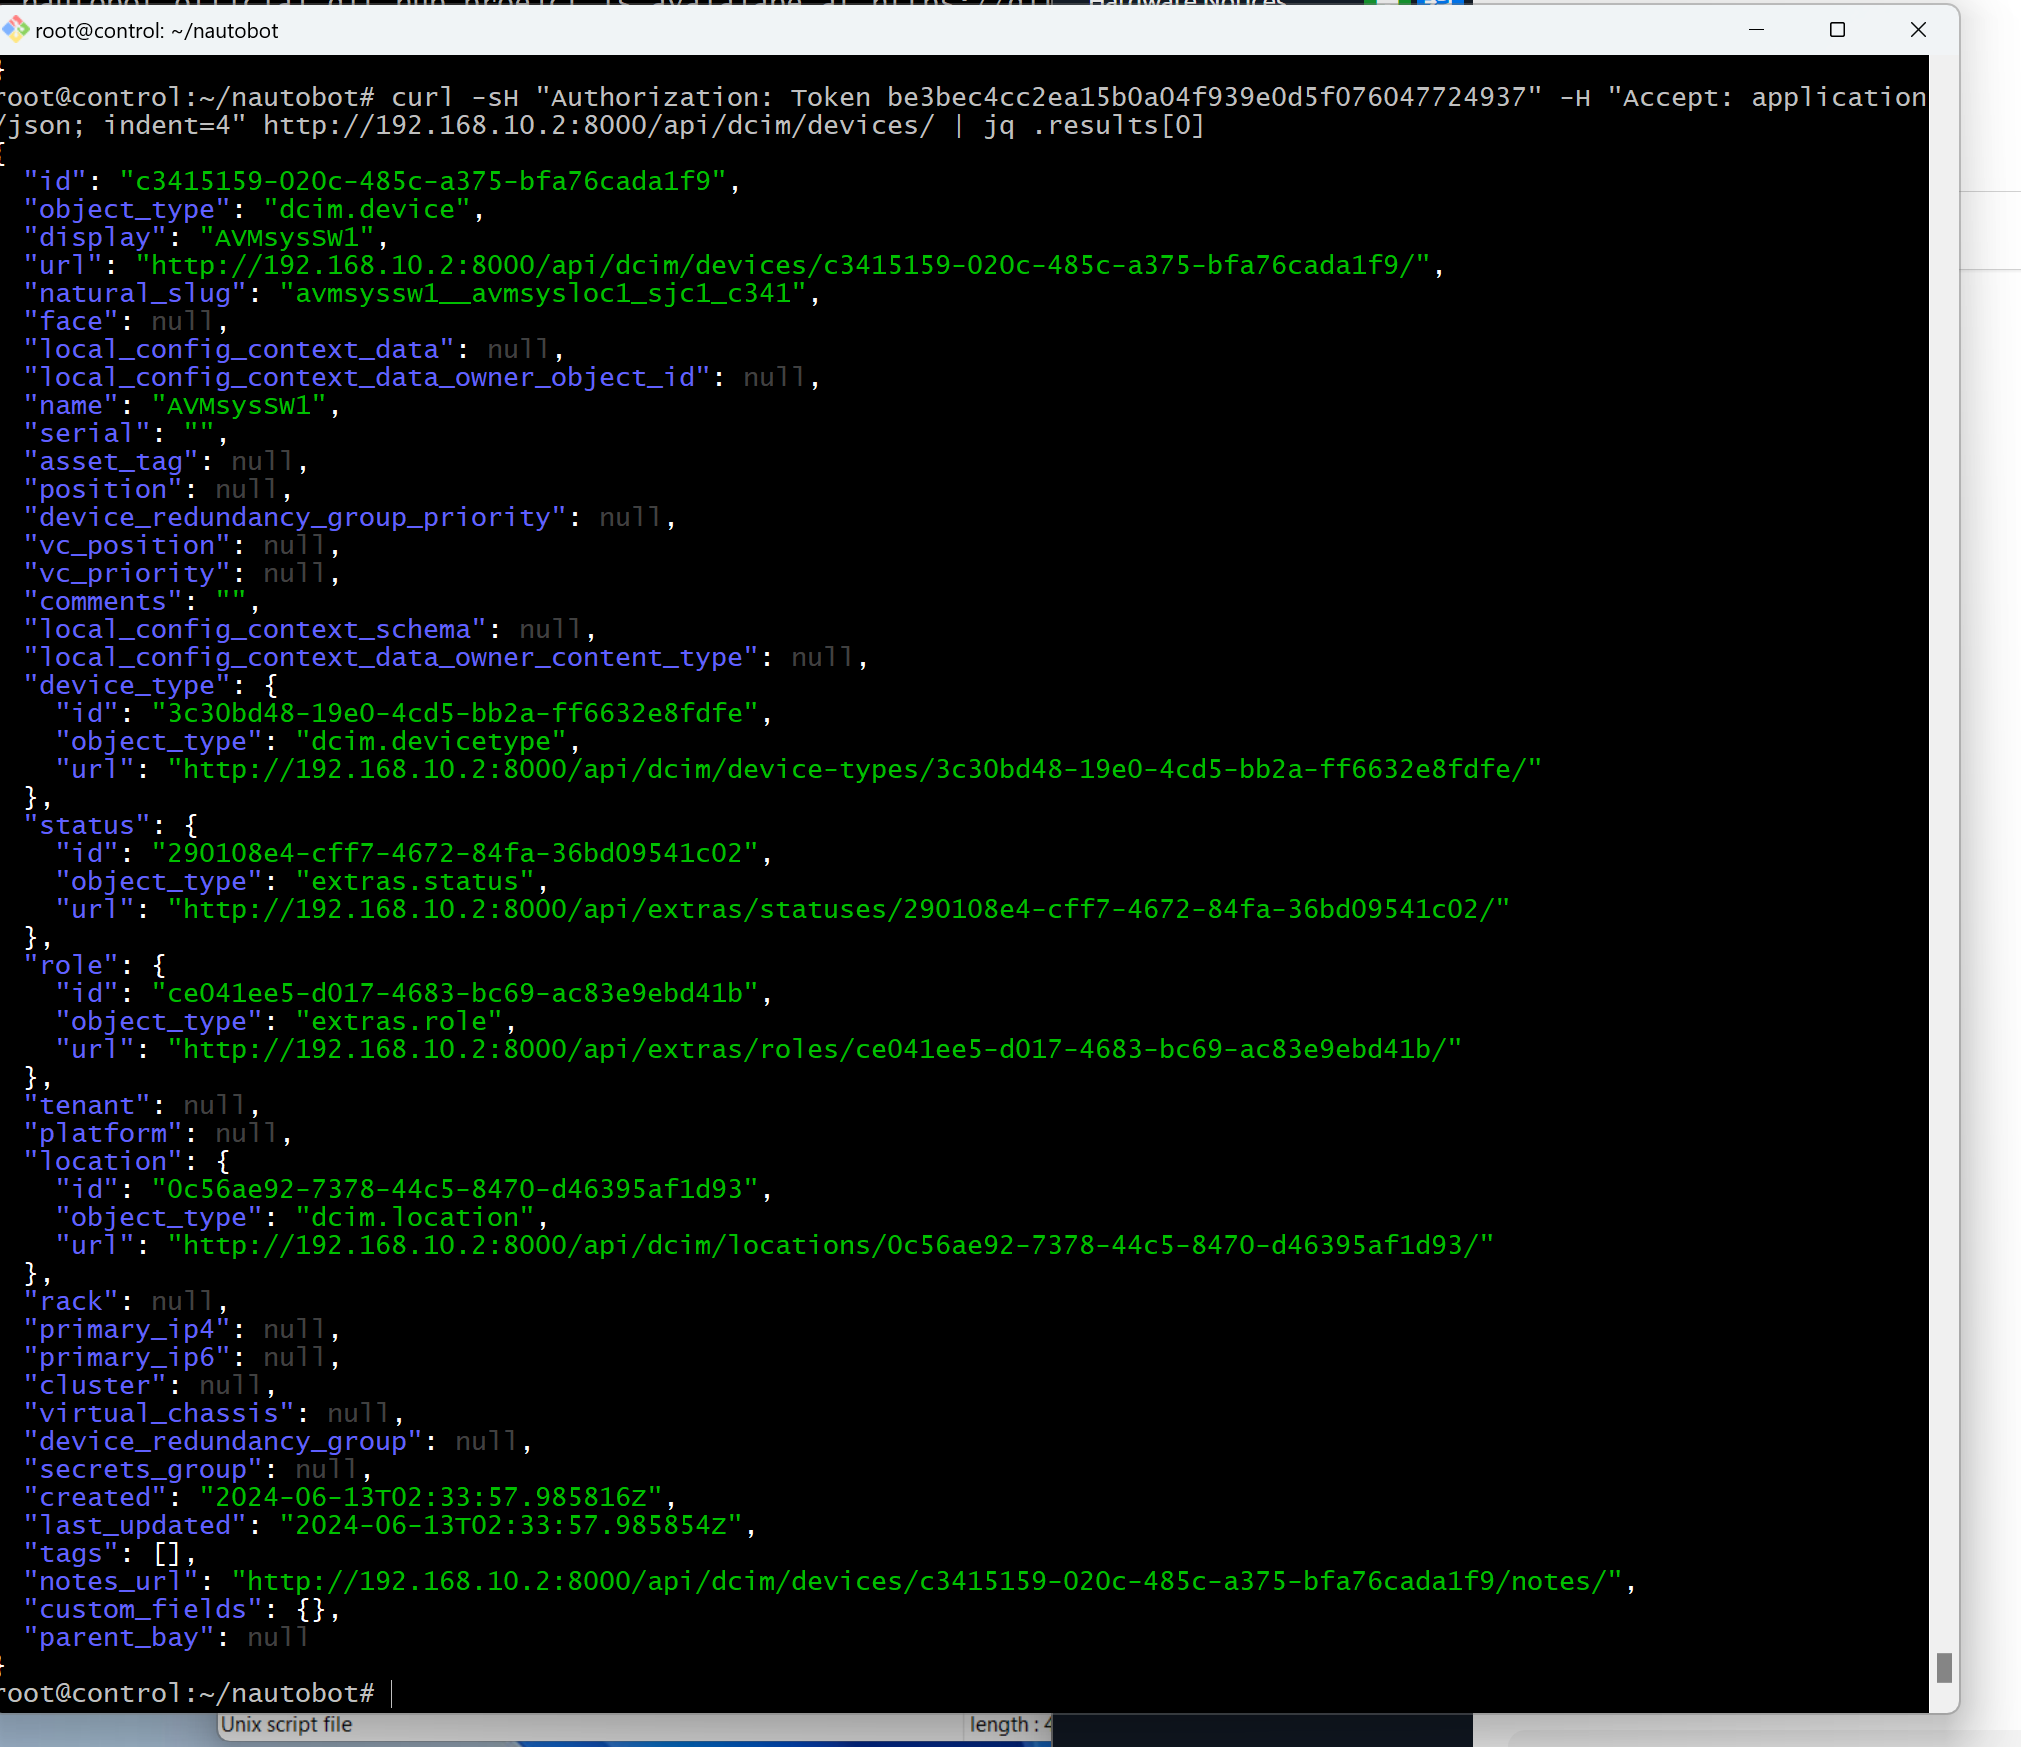 Hardware Notices
root@control: ~/nautobot
}
root@control:~/nautobot# curl -sH "Authorization: Token be3bec4cc2ea15b0a04f939e0d5f076047724937" -H "Accept: application
/json; indent=4" http://192.168.10.2:8000/api/dcim/devices/ | jq .results[0]
{
"id": "c3415159-020c-485c-a375-bfa76cada1f9",
"object_type": "dcim.device",
"display": "AVMsysSW1",
"url": "http://192.168.10.2:8000/api/dcim/devices/c3415159-020c-485c-a375-bfa76cada1f9/",
"natural_slug": "avmsyssw1__avmsysloc1_sjc1_c341",
"face": null,
"local_config_context_data": null,
"local_config_context_data_owner_object_id": null,
"name": "AVMsysSW1",
"serial": "",
"asset_tag": null,
"position": null,
"device_redundancy_group_priority": null,
"vc_position": null,
"vc_priority": null,
"comments": "",
"local_config_context_schema": null,
"local_config_context_data_owner_content_type": null,
"device_type": {
"id": "3c30bd48-19e0-4cd5-bb2a-ff6632e8fdfe",
"object_type": "dcim.devicetype",
"url": "http://192.168.10.2:8000/api/dcim/device-types/3c30bd48-19e0-4cd5-bb2a-ff6632e8fdfe/"
},
"status": {
"id": "290108e4-cff7-4672-84fa-36bd09541c02",
"object_type": "extras.status",
"url": "http://192.168.10.2:8000/api/extras/statuses/290108e4-cff7-4672-84fa-36bd09541c02/"
},
"role": {
"id": "ce041ee5-d017-4683-bc69-ac83e9ebd41b",
"object_type": "extras.role",
"url": "http://192.168.10.2:8000/api/extras/roles/ce041ee5-d017-4683-bc69-ac83e9ebd41b/"
},
"tenant": null,
"platform": null,
"location": {
"id": "0c56ae92-7378-44c5-8470-d46395af1d93",
"object_type": "dcim.location",
"url": "http://192.168.10.2:8000/api/dcim/locations/0c56ae92-7378-44c5-8470-d46395af1d93/"
},
"rack": null,
"primary_ip4": null,
"primary_ip6": null,
"cluster": null,
"virtual_chassis": null,
"device_redundancy_group": null,
"secrets_group": null,
"created": "2024-06-13T02:33:57.985816Z",
"last_updated": "2024-06-13T02:33:57.985854Z",
"tags": [],
"notes_url": "http://192.168.10.2:8000/api/dcim/devices/c3415159-020c-485c-a375-bfa76cada1f9/notes/",
"custom_fields": {},
"parent_bay": null
}
root@control:~/nautobot#
Unix script file
length : 4